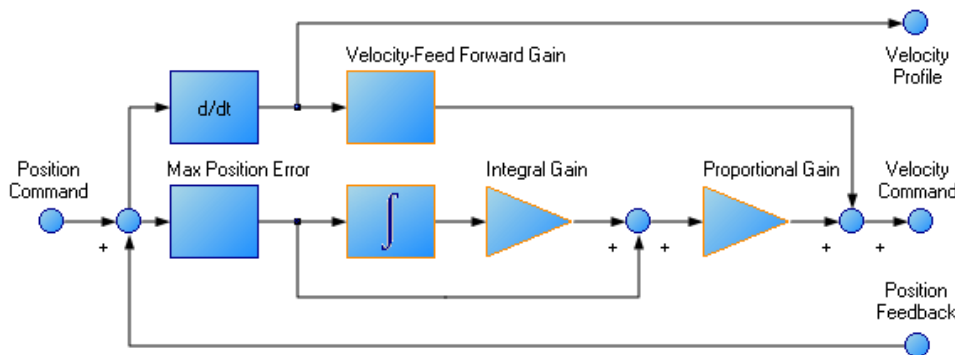 Velocity-Feed Forward Gain
Velocity
Profile
d/dt
Position
Command
Max Position Error
Integral Gain
Proportional Gain
Velocity
Command
∫
+
+
+
+
+
Position
Feedback